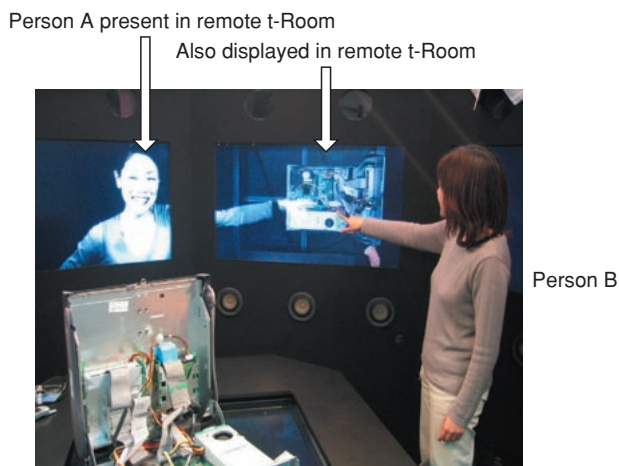 Person A present in remote t-Room
Also displayed in remote t-Room
Person B